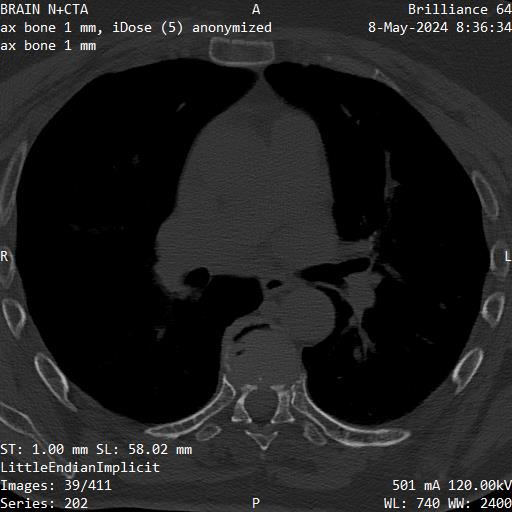 BRAIN N+CTA
ax bone 1 mm, iDose (5) anonymized
ax bone 1 mm
A
Brilliance 64
8-May-2024 8:36:34
R
L
ST: 1.00 mm SL: 58.02 mm
LittleEndianImplicit
Images: 39/411
Series: 202
P
501 mA 120.00kV
WL: 740 WW: 2400